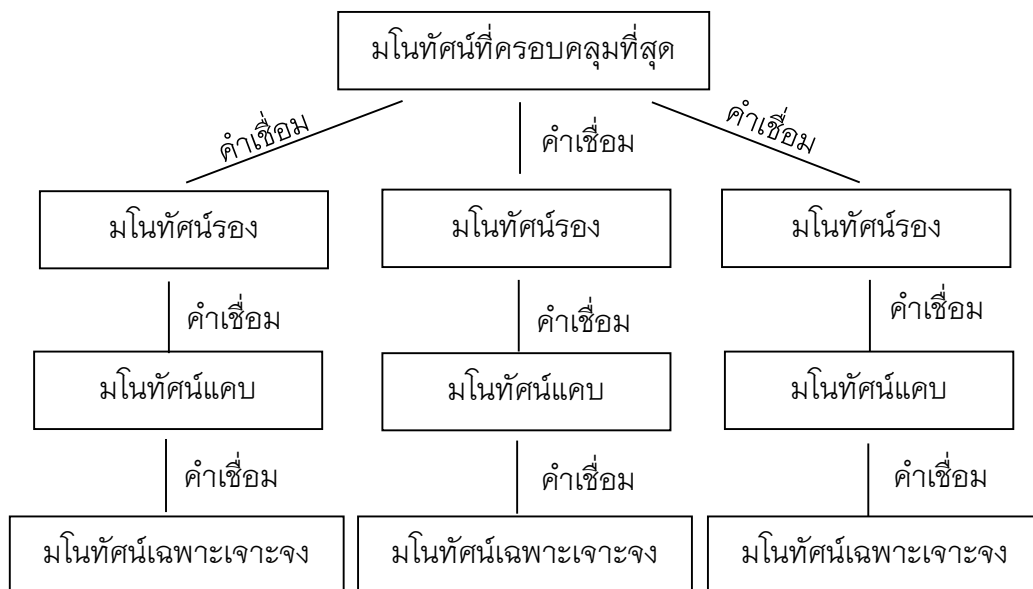 มโนทัศน์ที่ครอบคลุมที่สุด
คำเชื่อม คำเชื่อม คำเชื่อม
มโนทัศน์รอง มโนทัศน์รอง มโนทัศน์รอง
คำเชื่อม คำเชื่อม คำเชื่อม
มโนทัศน์แคบ มโนทัศน์แคบ มโนทัศน์แคบ
คำเชื่อม คำเชื่อม คำเชื่อม
มโนทัศน์เฉพาะเจาะจง มโนทัศน์เฉพาะเจาะจง มโนทัศน์เฉพาะเจาะจง